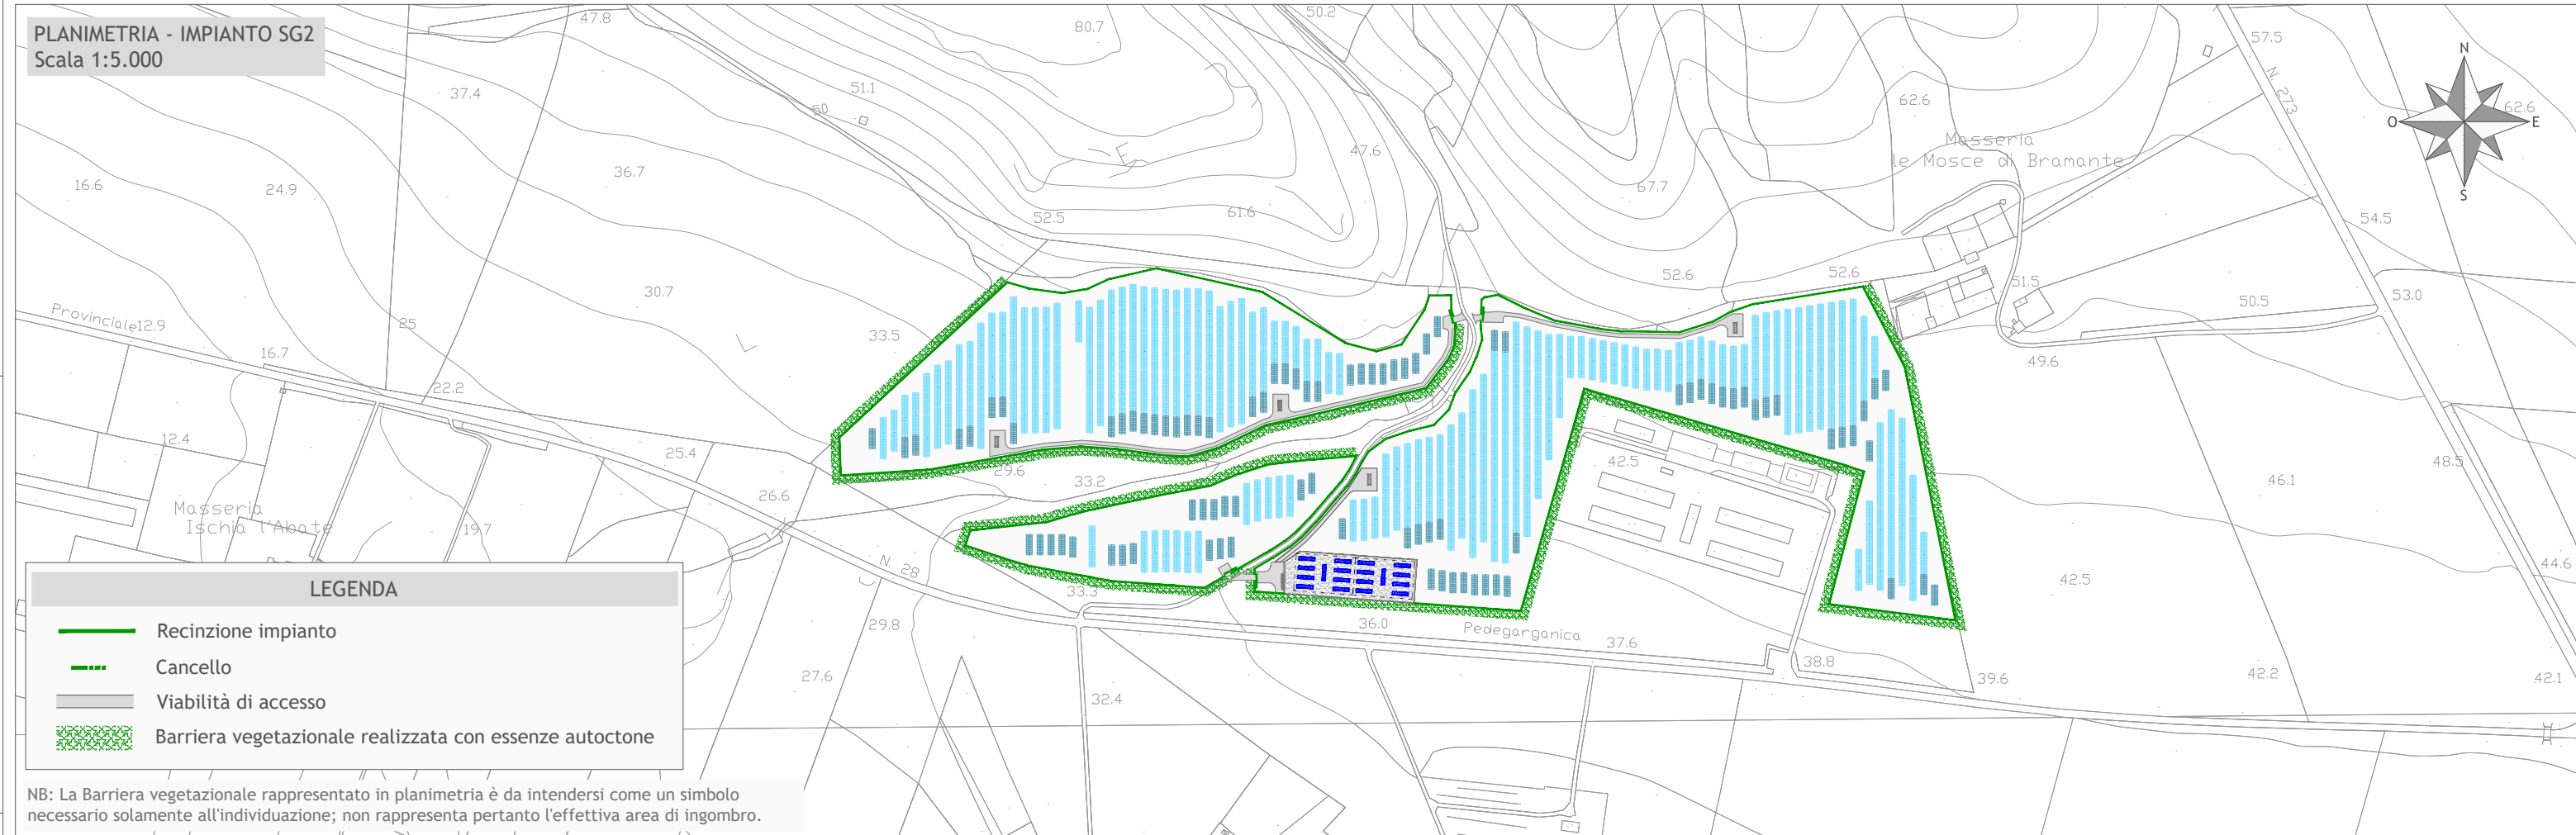 PLANIMETRIA - IMPIANTO SG2
Scala 1:5.000
47.8
80.7
50.2
57.5
N. 273
N
O
E
S
62.6
37.4
50
51.1
62.6
Masseria
le Mosce di Bramante
47.6
16.6
24.9
36.7
67.7
52.5
61.6
54.5
52.6
52.6
51.5
50.5
53.0
30.7
Provinciale
12.9
25
33.5
16.7
49.6
22.2
12.4
25.4
29.6
33.2
42.5
46.1
48.5
26.6
Masseria
Ischia l'Abate
19.7
N. 28
33.3
42.5
44.6
29.8
36.0
Pedegarganica
37.6
38.8
39.6
42.2
42.1
27.6
32.4
LEGENDA
Recinzione impianto
Cancello
Viabilità di accesso
Barriera vegetazionale realizzata con essenze autoctone
NB: La Barriera vegetazionale rappresentato in planimetria è da intendersi come un simbolo
necessario solamente all'individuazione; non rappresenta pertanto l'effettiva area di ingombro.